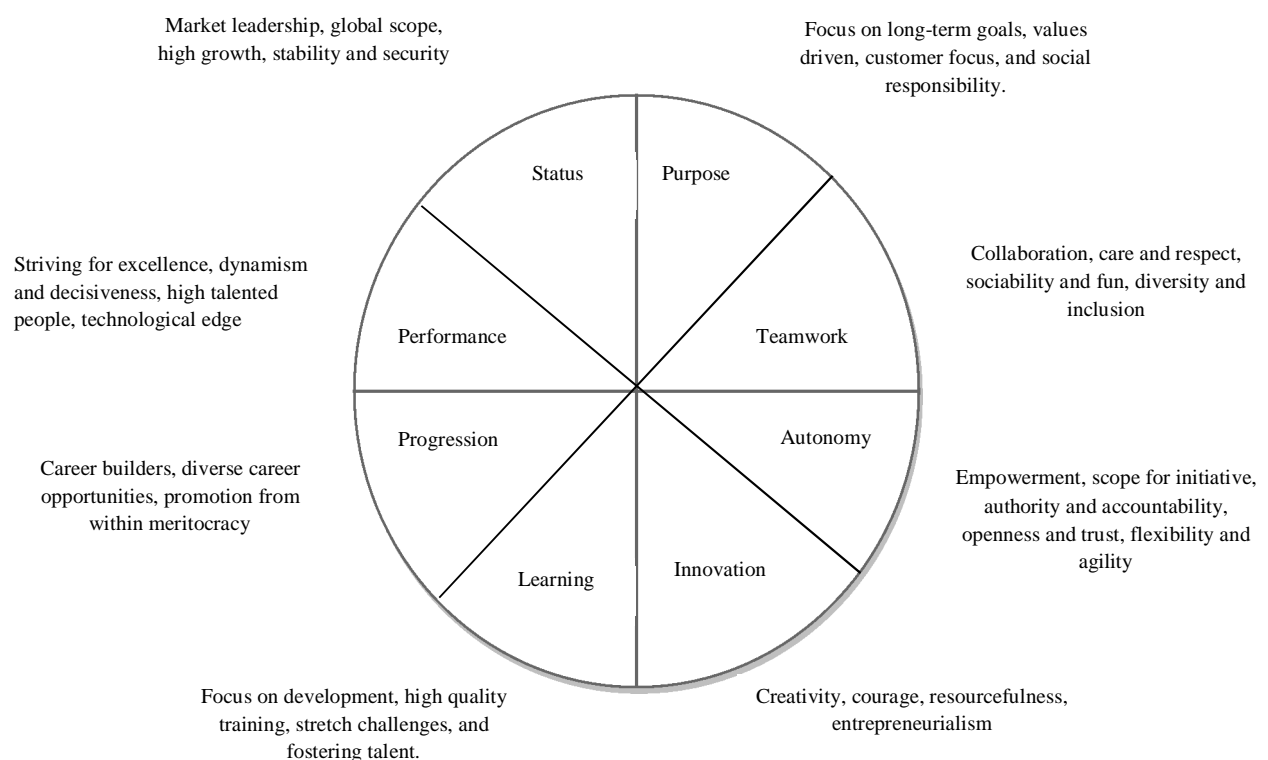 Market leadership, global scope,
high growth, stability and security
Focus on long-term goals, values
driven, customer focus, and social
responsibility.
Status
Purpose
Striving for excellence, dynamism
and decisiveness, high talented
people, technological edge
Collaboration, care and respect,
sociability and fun, diversity and
inclusion
Performance
Teamwork
Progression
Autonomy
Career builders, diverse career
opportunities, promotion from
within meritocracy
Empowerment, scope for initiative,
authority and accountability,
openness and trust, flexibility and
agility
Learning
Innovation
Focus on development, high quality
training, stretch challenges, and
fostering talent.
Creativity, courage, resourcefulness,
entrepreneurialism